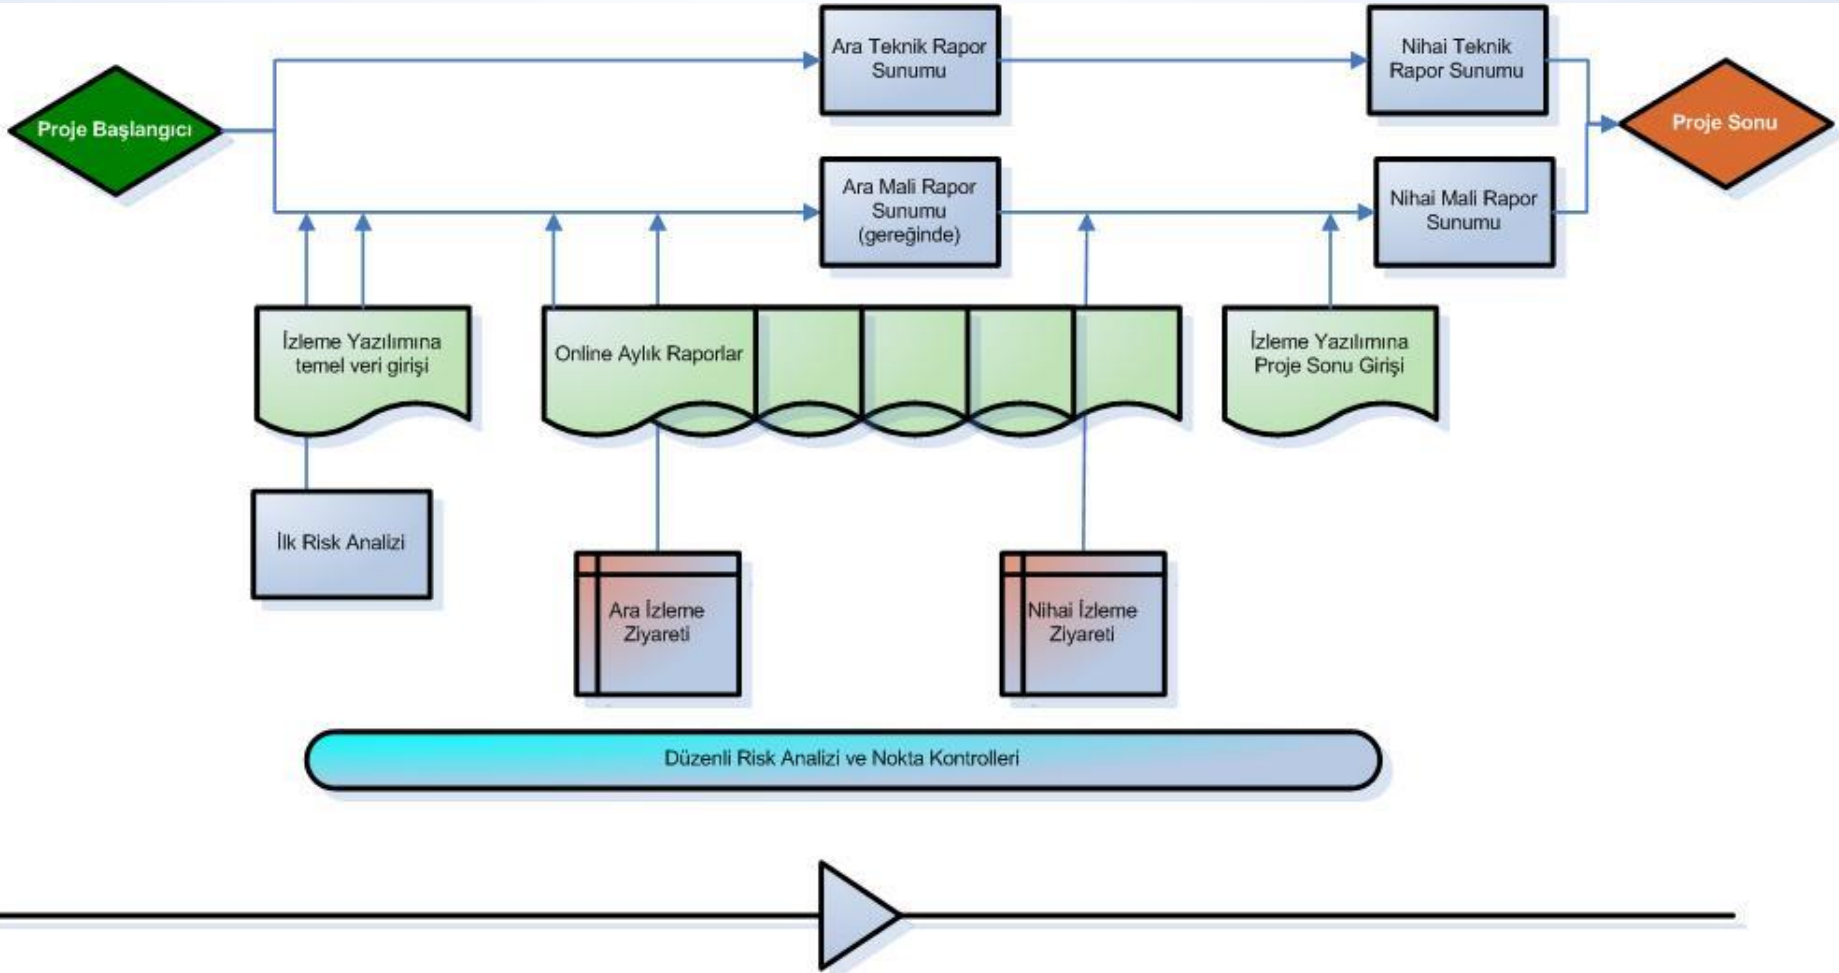 Ara Teknik Rapor
Sunumu
Nihai Teknik
Rapor Sunumu
Proje Başlangıcı
Proje Sonu
Ara Mali Rapor
Sunumu
(gereğinde)
Nihai Mali Rapor
Sunumu
İzleme Yazılımına
temel veri girişi
Online Aylık Raporlar
İzleme Yazılımına
Proje Sonu Girişi
İlk Risk Analizi
Ara İzleme
Ziyareti
Nihai İzleme
Ziyareti
Düzenli Risk Analizi ve Nokta Kontrolleri